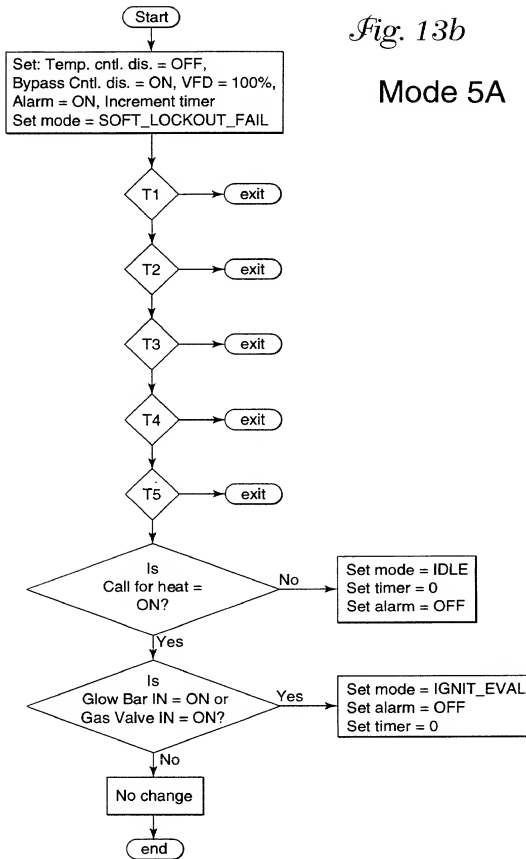 Start
Fig. 13b
Mode 5A
Set: Temp. cntl. dis. = OFF,
Bypass Cntl. dis. = ON, VFD = 100%,
Alarm = ON, Increment timer
Set mode = SOFT_LOCKOUT_FAIL
T1
exit
T2
exit
T3
exit
T4
exit
T5
exit
Is
Call for heat =
ON?
No
Set mode = IDLE
Set timer = 0
Set alarm = OFF
Yes
Is
Glow Bar IN = ON or
Gas Valve IN = ON?
Yes
Set mode = IGNIT_EVAL
Set alarm = OFF
Set timer = 0
No
No change
end